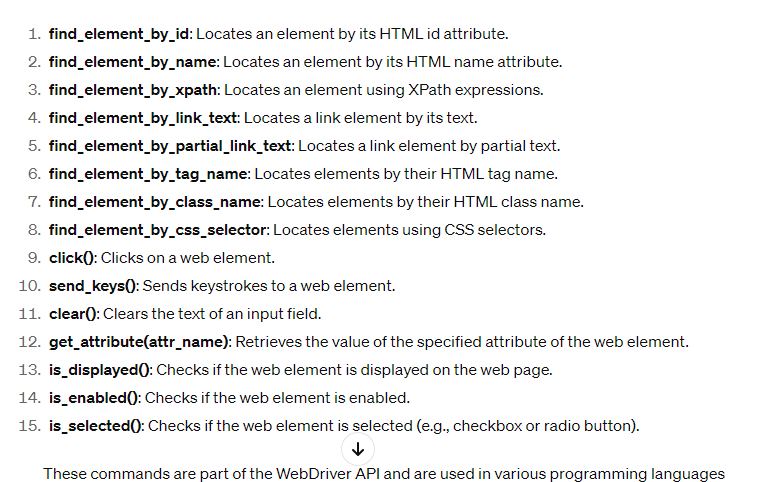 1. find_element_by_id: Locates an element by its HTML id attribute.
2. find_element_by_name: Locates an element by its HTML name attribute.
3. find_element_by_xpath: Locates an element using XPath expressions.
4. find_element_by_link_text: Locates a link element by its text.
5. find_element_by_partial_link_text: Locates a link element by partial text.
6. find_element_by_tag_name: Locates elements by their HTML tag name.
7. find_element_by_class_name: Locates elements by their HTML class name.
8. find_element_by_css_selector: Locates elements using CSS selectors.
9. click(): Clicks on a web element.
10. send_keys(): Sends keystrokes to a web element.
11. clear(): Clears the text of an input field.
12. get_attribute(attr_name): Retrieves the value of the specified attribute of the web element.
13. is_displayed(): Checks if the web element is displayed on the web page.
14. is_enabled(): Checks if the web element is enabled.
15. is_selected(): Checks if the web element is selected (e.g., checkbox or radio button).
These commands are part of the WebDriver API and are used in various programming languages